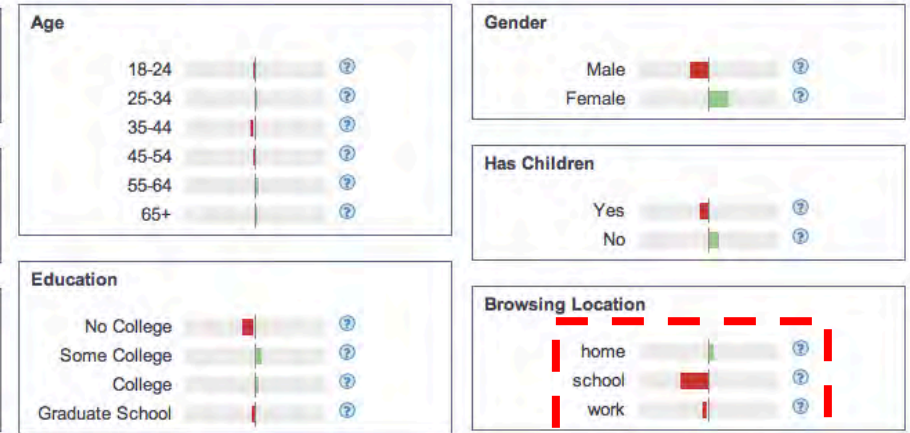 Age
18-24
25-34
35-44
45-54
55-64
65+
Education
No College
Some College
College
Graduate School
Gender
Male
Female
Has Children
Yes
No
Browsing Location
home
school
work